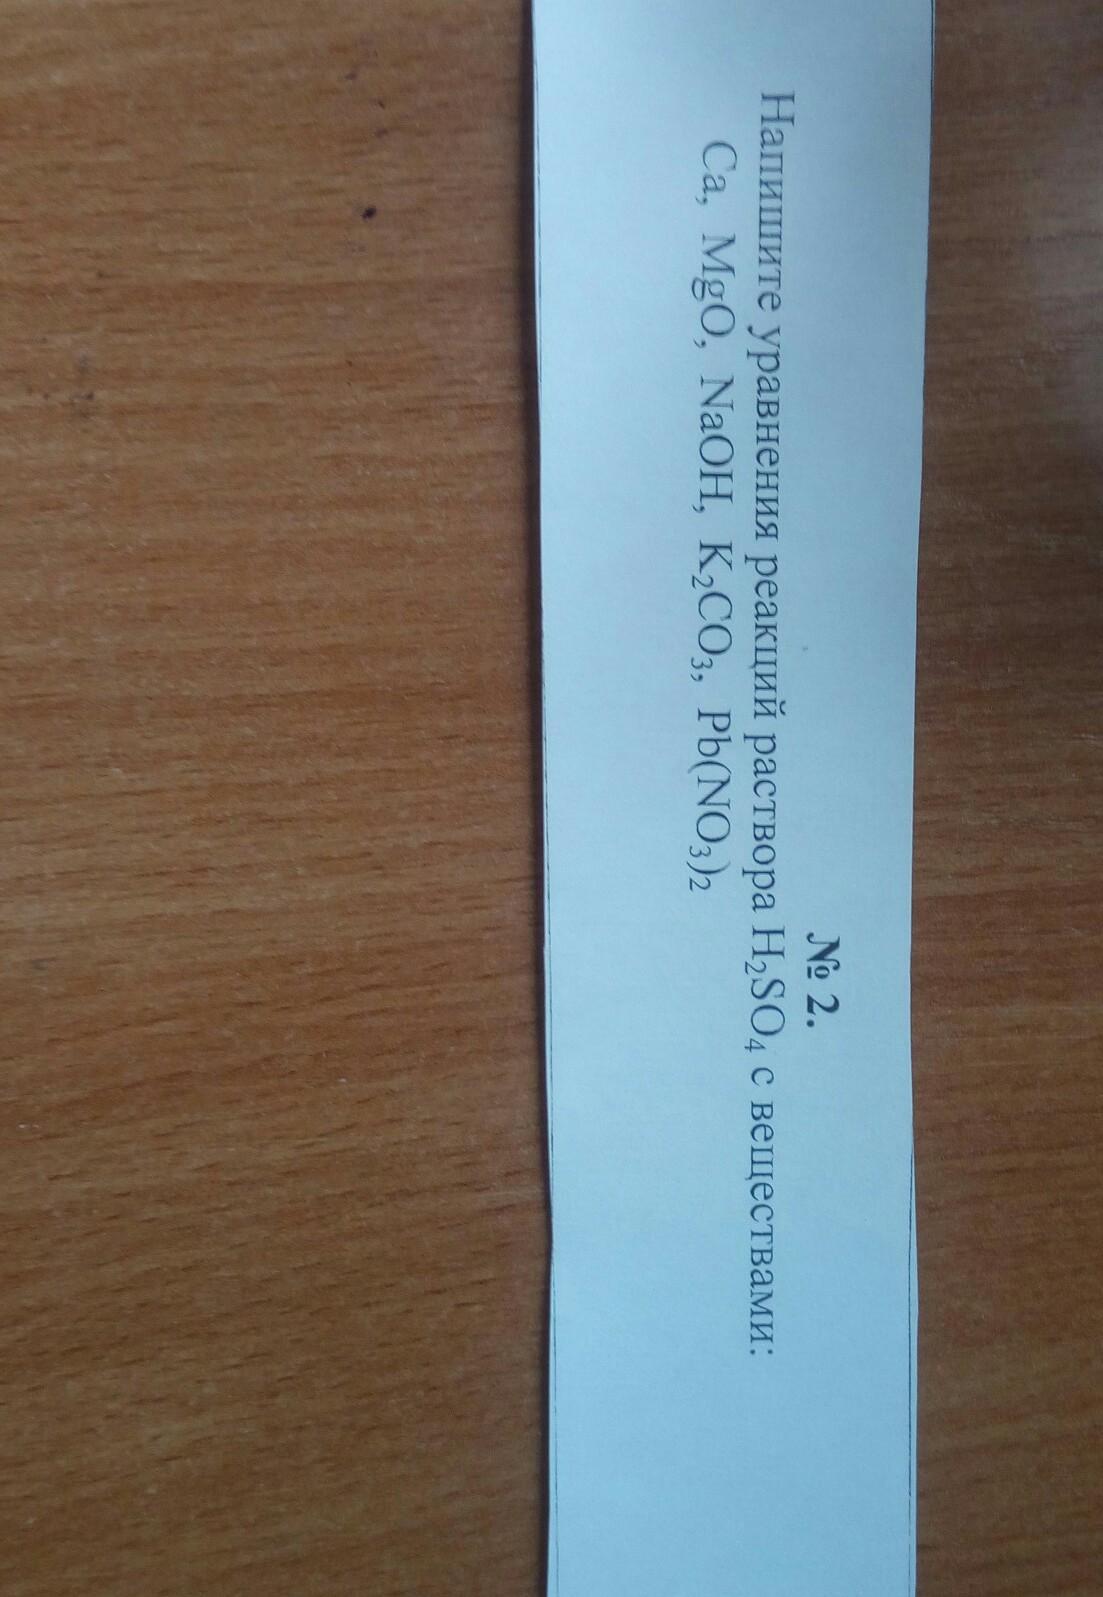 № 2.
Напишите уравнения реакций раствора H₂SO₄ с веществами:
Ca, MgO, NaOH, K₂CO₃, Pb(NO₃)₂